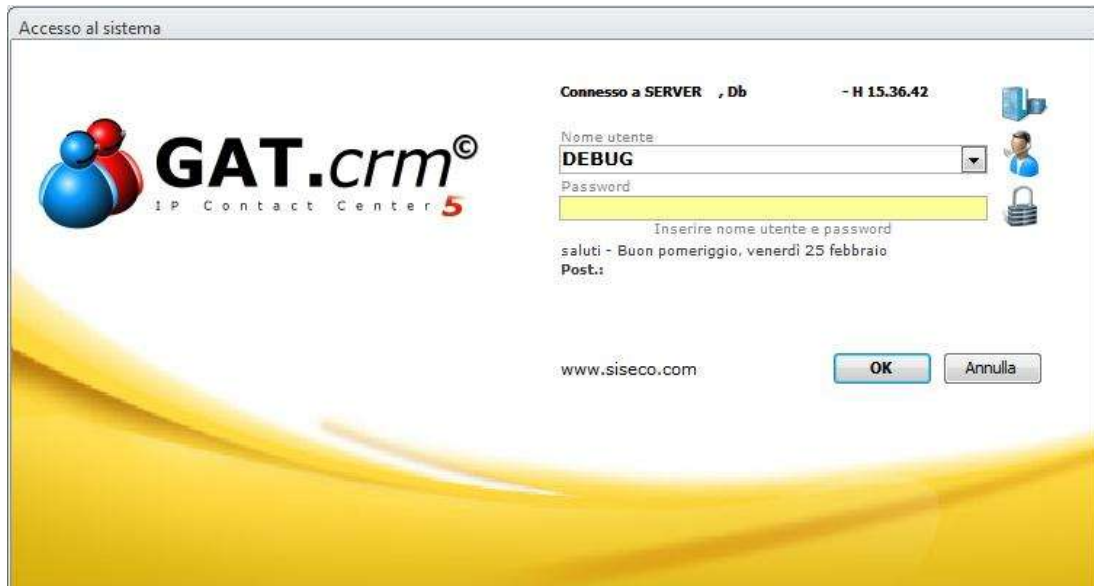 Accesso al sistema
Connesso a SERVER , Db - H 15.36.42
GAT.crm©
IP Contact Center 5
Nome utente
DEBUG
Password
Inserire nome utente e password
saluti - Buon pomeriggio, venerdì 25 febbraio
Post.:
www.siseco.com
OK
Annulla